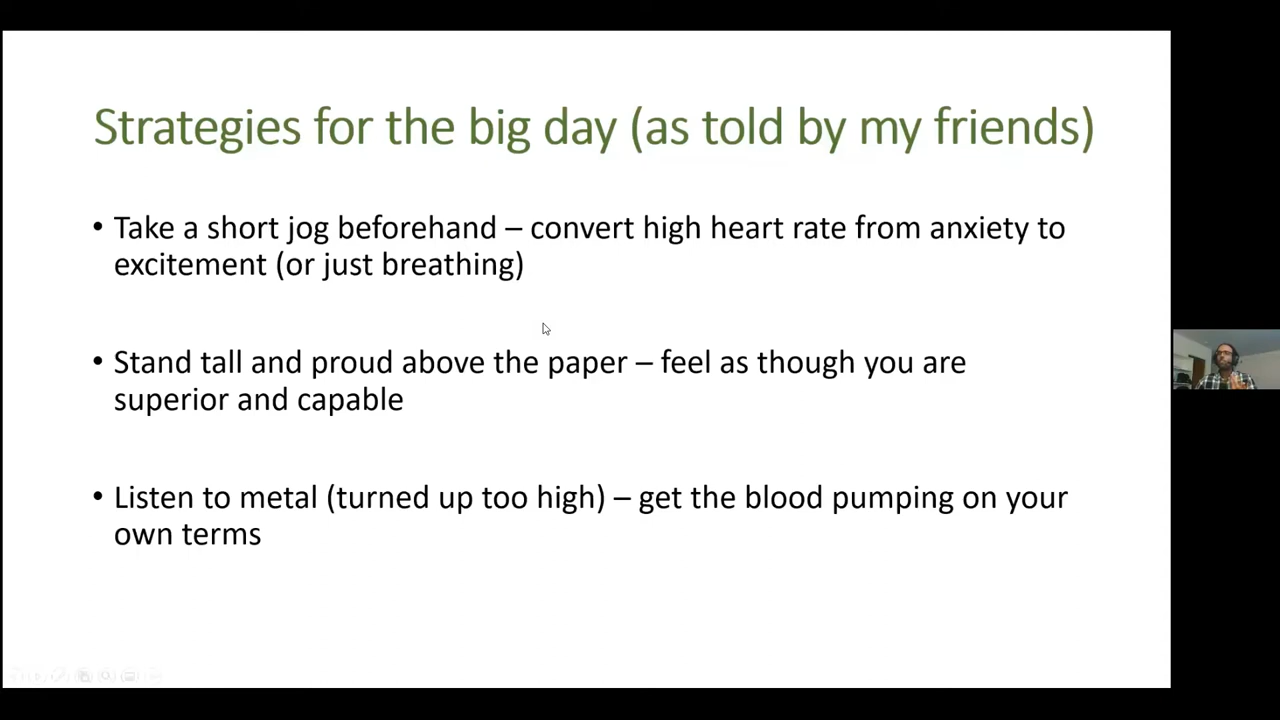 Strategies for the big day (as told by my friends)
• Take a short jog beforehand – convert high heart rate from anxiety to
excitement (or just breathing)
• Stand tall and proud above the paper – feel as though you are
superior and capable
• Listen to metal (turned up too high) – get the blood pumping on your
own terms